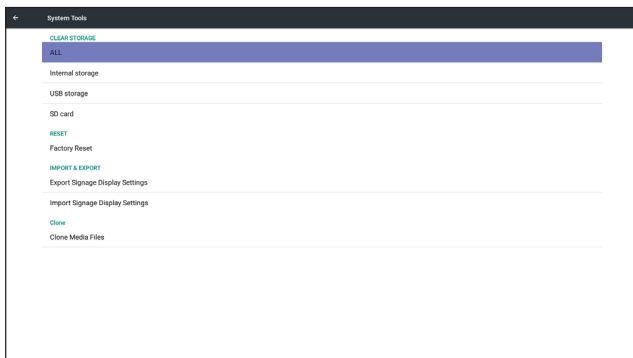 System Tools
CLEAR STORAGE
ALL
Internal storage
USB storage
SD card
RESET
Factory Reset
IMPORT & EXPORT
Export Signage Display Settings
Import Signage Display Settings
Clone
Clone Media Files